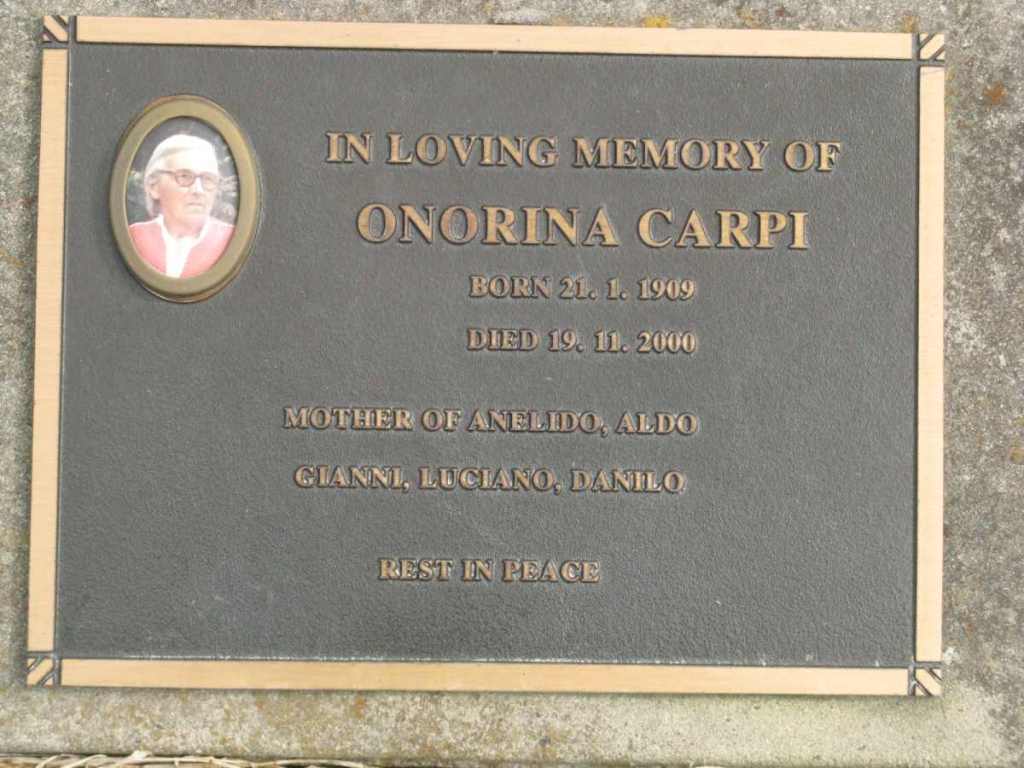 IN LOVING MEMORY OF
ONORINA CARPI
BORN 21. 1. 1909
DIED 19. 11. 2000
MOTHER OF ANELIDO, ALDO
GIANNI, LUCIANO, DANILO
REST IN PEACE